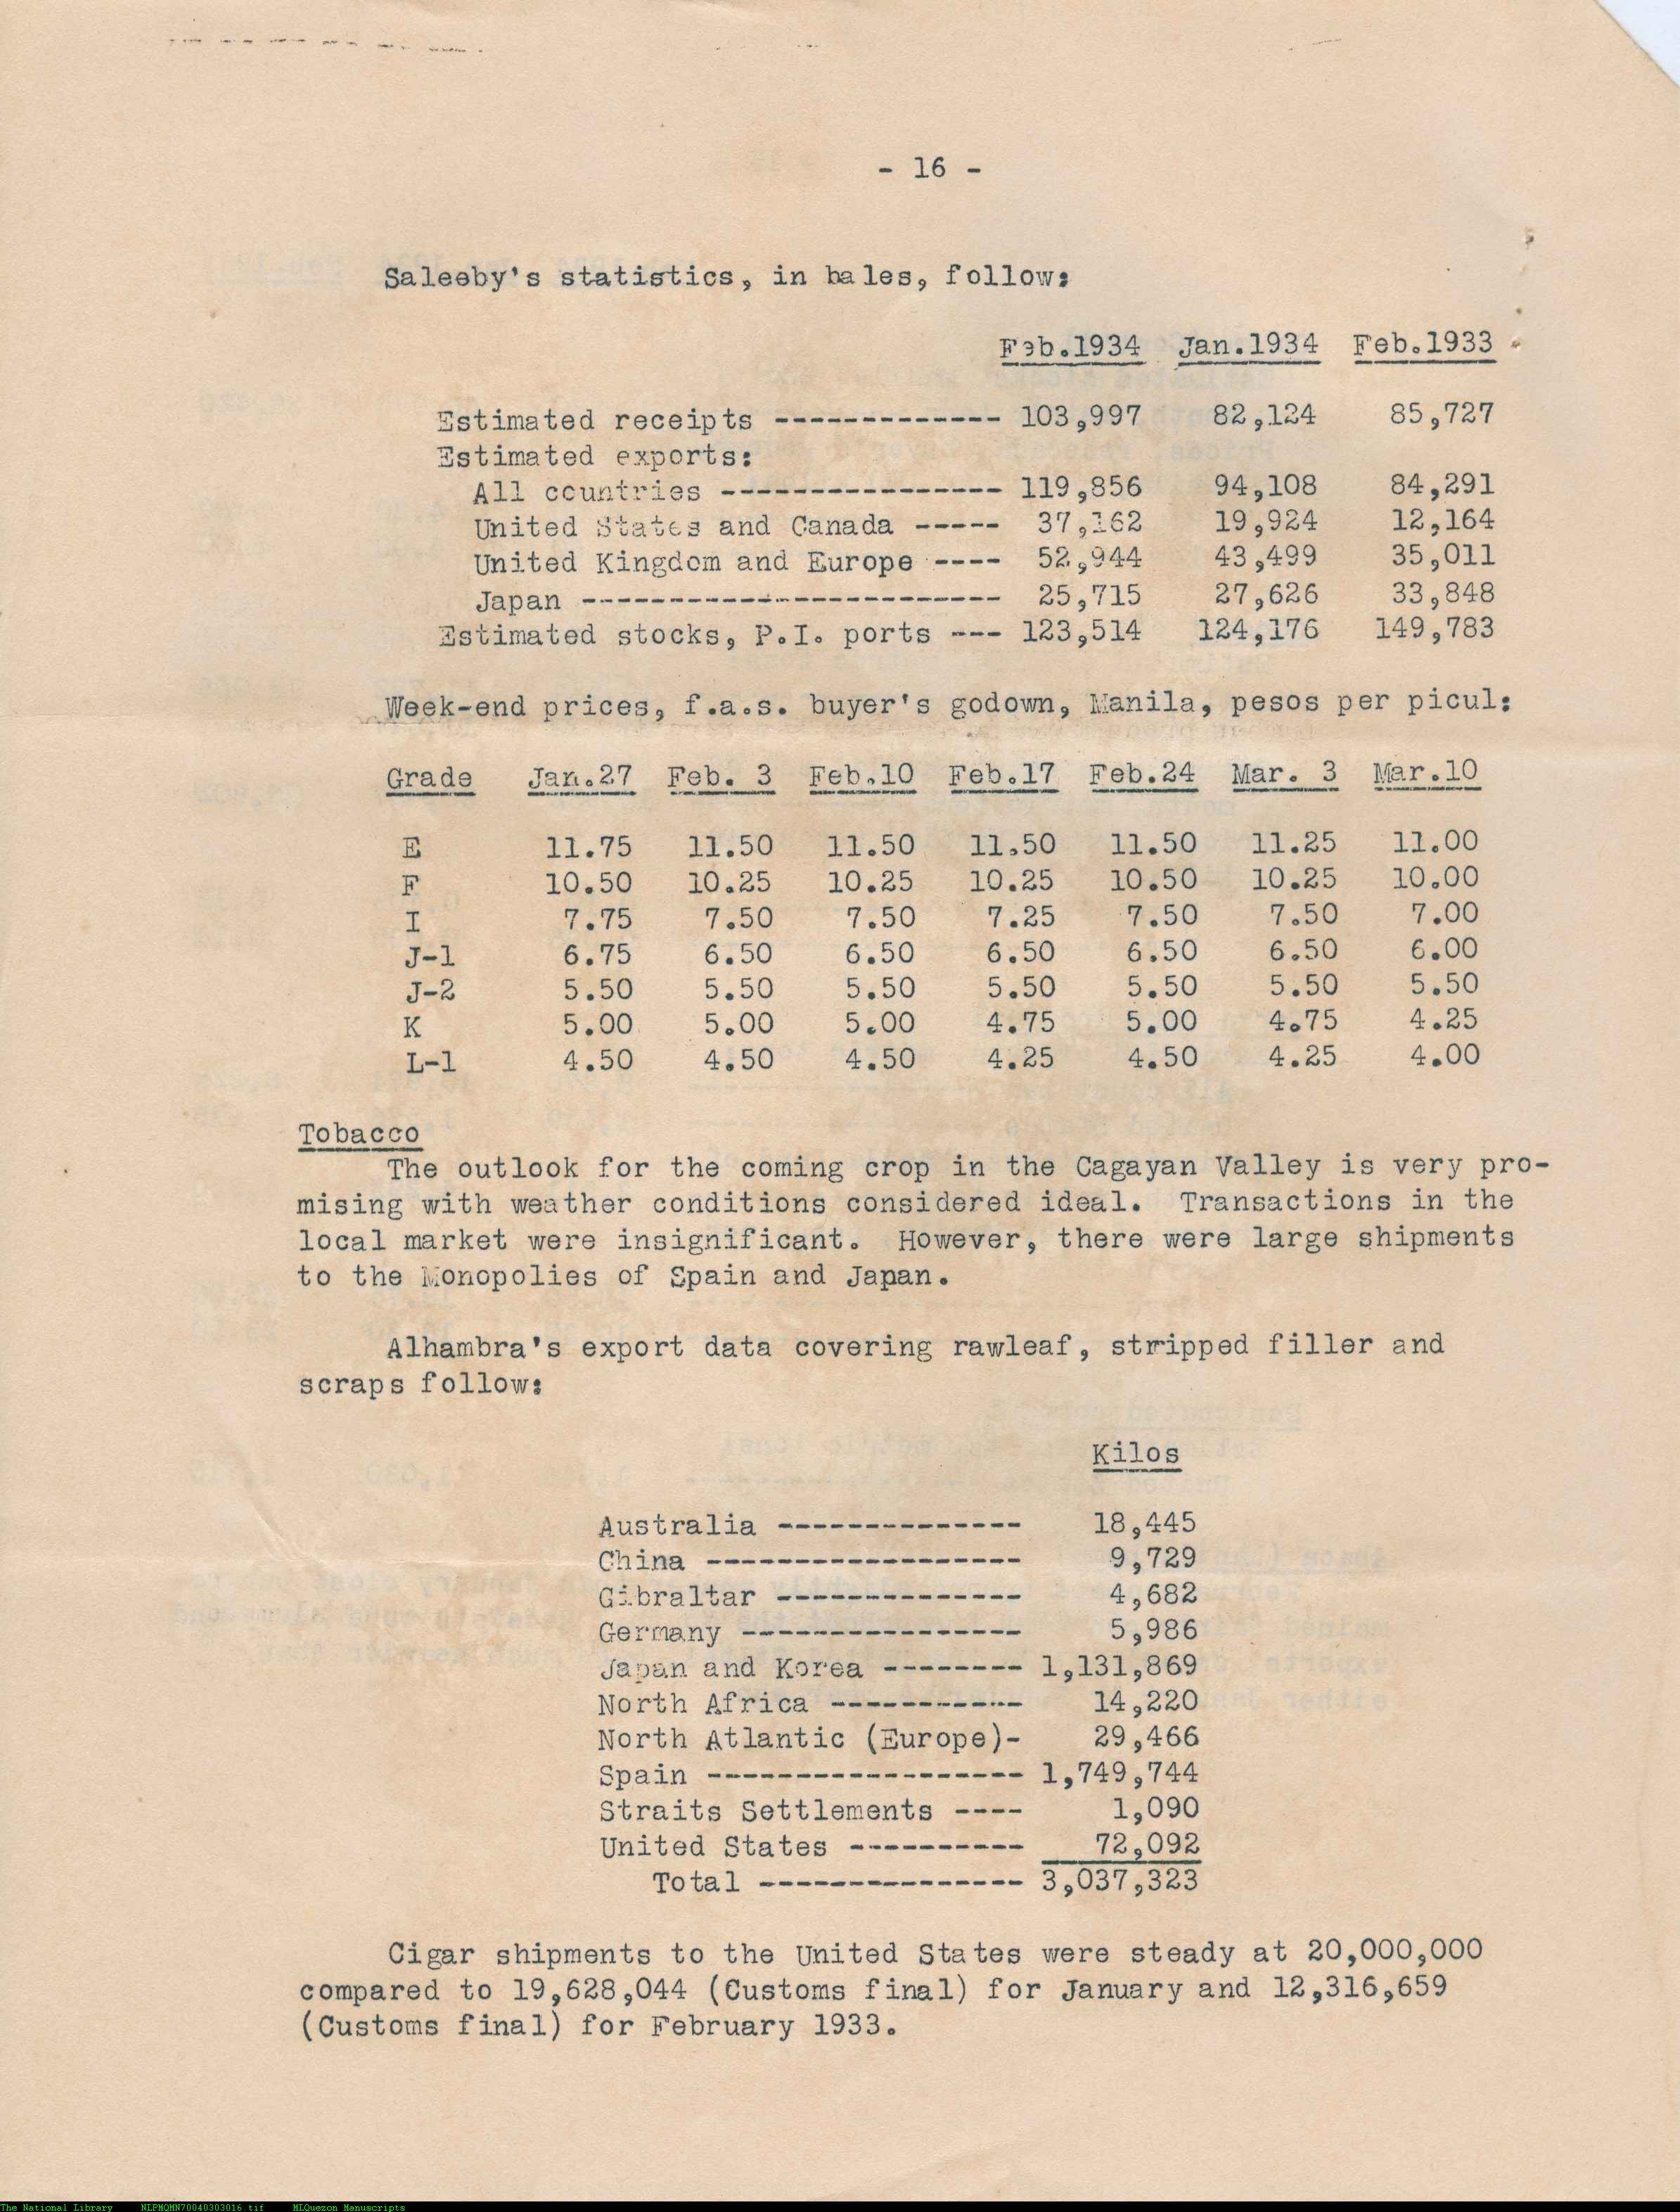 - 16 -
Saleeby's statistics, in bales, follow:
Feb.1934 Jan.1934 Feb.1933
Estimated receipts ------------- 103,997 82,124 85,727
Estimated exports:
All countries ---------------- 119,856 94,108 84,291
United States and Canada ----- 37,162 19,924 12,164
United Kingdom and Europe ---- 52,944 43,499 35,011
Japan ------------------------ 25,715 27,626 33,848
Estimated stocks, P.I. ports --- 123,514 124,176 149,783
Week-end prices, f.a.s. buyer's godown, Manila, pesos per picul:
Grade Jan.27 Feb. 3 Feb.10 Feb.17 Feb.24 Mar. 3 Mar.10
E 11.75 11.50 11.50 11.50 11.50 11.25 11.00
F 10.50 10.25 10.25 10.25 10.50 10.25 10.00
I 7.75 7.50 7.50 7.25 7.50 7.50 7.00
J-1 6.75 6.50 6.50 6.50 6.50 6.50 6.00
J-2 5.50 5.50 5.50 5.50 5.50 5.50 5.50
K 5.00 5.00 5.00 4.75 5.00 4.75 4.25
L-1 4.50 4.50 4.50 4.25 4.50 4.25 4.00
Tobacco
The outlook for the coming crop in the Cagayan Valley is very pro-
mising with weather conditions considered ideal. Transactions in the
local market were insignificant. However, there were large shipments
to the Monopolies of Spain and Japan.
Alhambra's export data covering rawleaf, stripped filler and
scraps follow:
Kilos
Australia -------------- 18,445
China ------------------ 9,729
Gibraltar -------------- 4,682
Germany ---------------- 5,986
Japan and Korea -------- 1,131,869
North Africa ----------- 14,220
North Atlantic (Europe)- 29,466
Spain ------------------ 1,749,744
Straits Settlements ---- 1,090
United States ---------- 72,092
Total --------------- 3,037,323
Cigar shipments to the United States were steady at 20,000,000
compared to 19,628,044 (Customs final) for January and 12,316,659
(Customs final) for February 1933.
The National Library NLPMQMN70040303016.tif MLQuezon Manuscripts